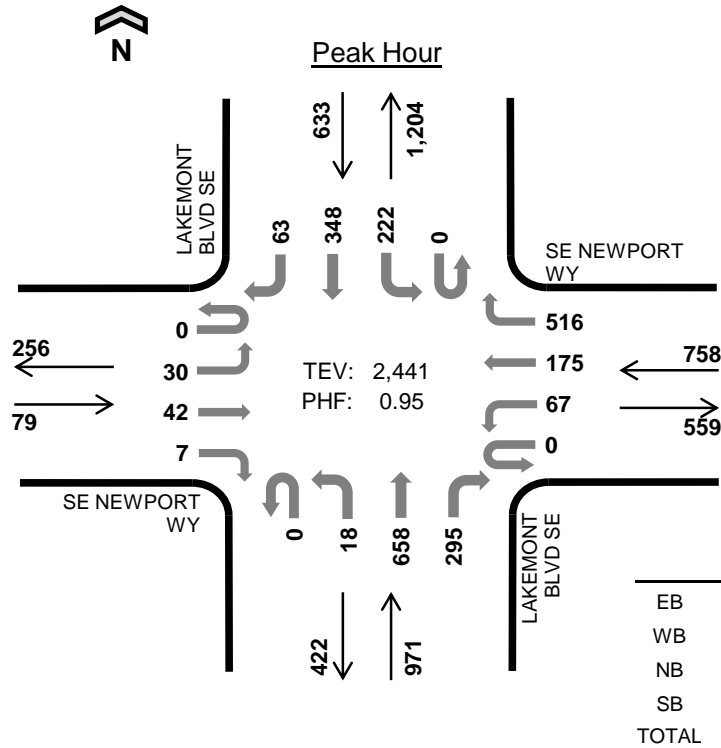 N
Peak Hour
633
1,204
LAKEMONT
BLVD SE
63
348
222
0
SE NEWPORT
WY
0
516
256
30
TEV: 2,441
175
758
79
42
PHF: 0.95
67
559
7
0
SE NEWPORT
WY
0
18
658
295
LAKEMONT
BLVD SE
422
971
EB
WB
NB
SB
TOTAL